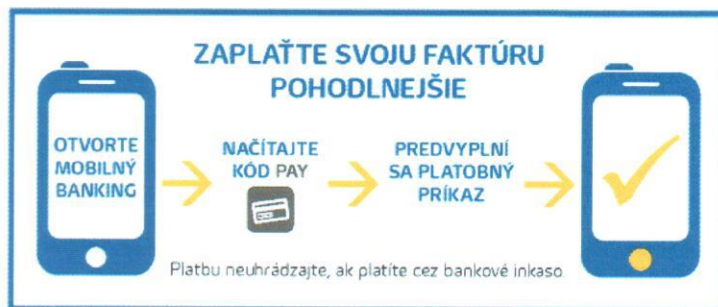 ZAPLAŤTE SVOJU FAKTÚRU
POHODLNEJŠIE
OTVORTE
MOBILNÝ
BANKING
NAČÍTAJTE
KÓD PAY
PREDVYPLNÍ
SA PLATOBNÝ
PRÍKAZ
Platbu neuhrádzajte, ak platíte cez bankové inkaso.